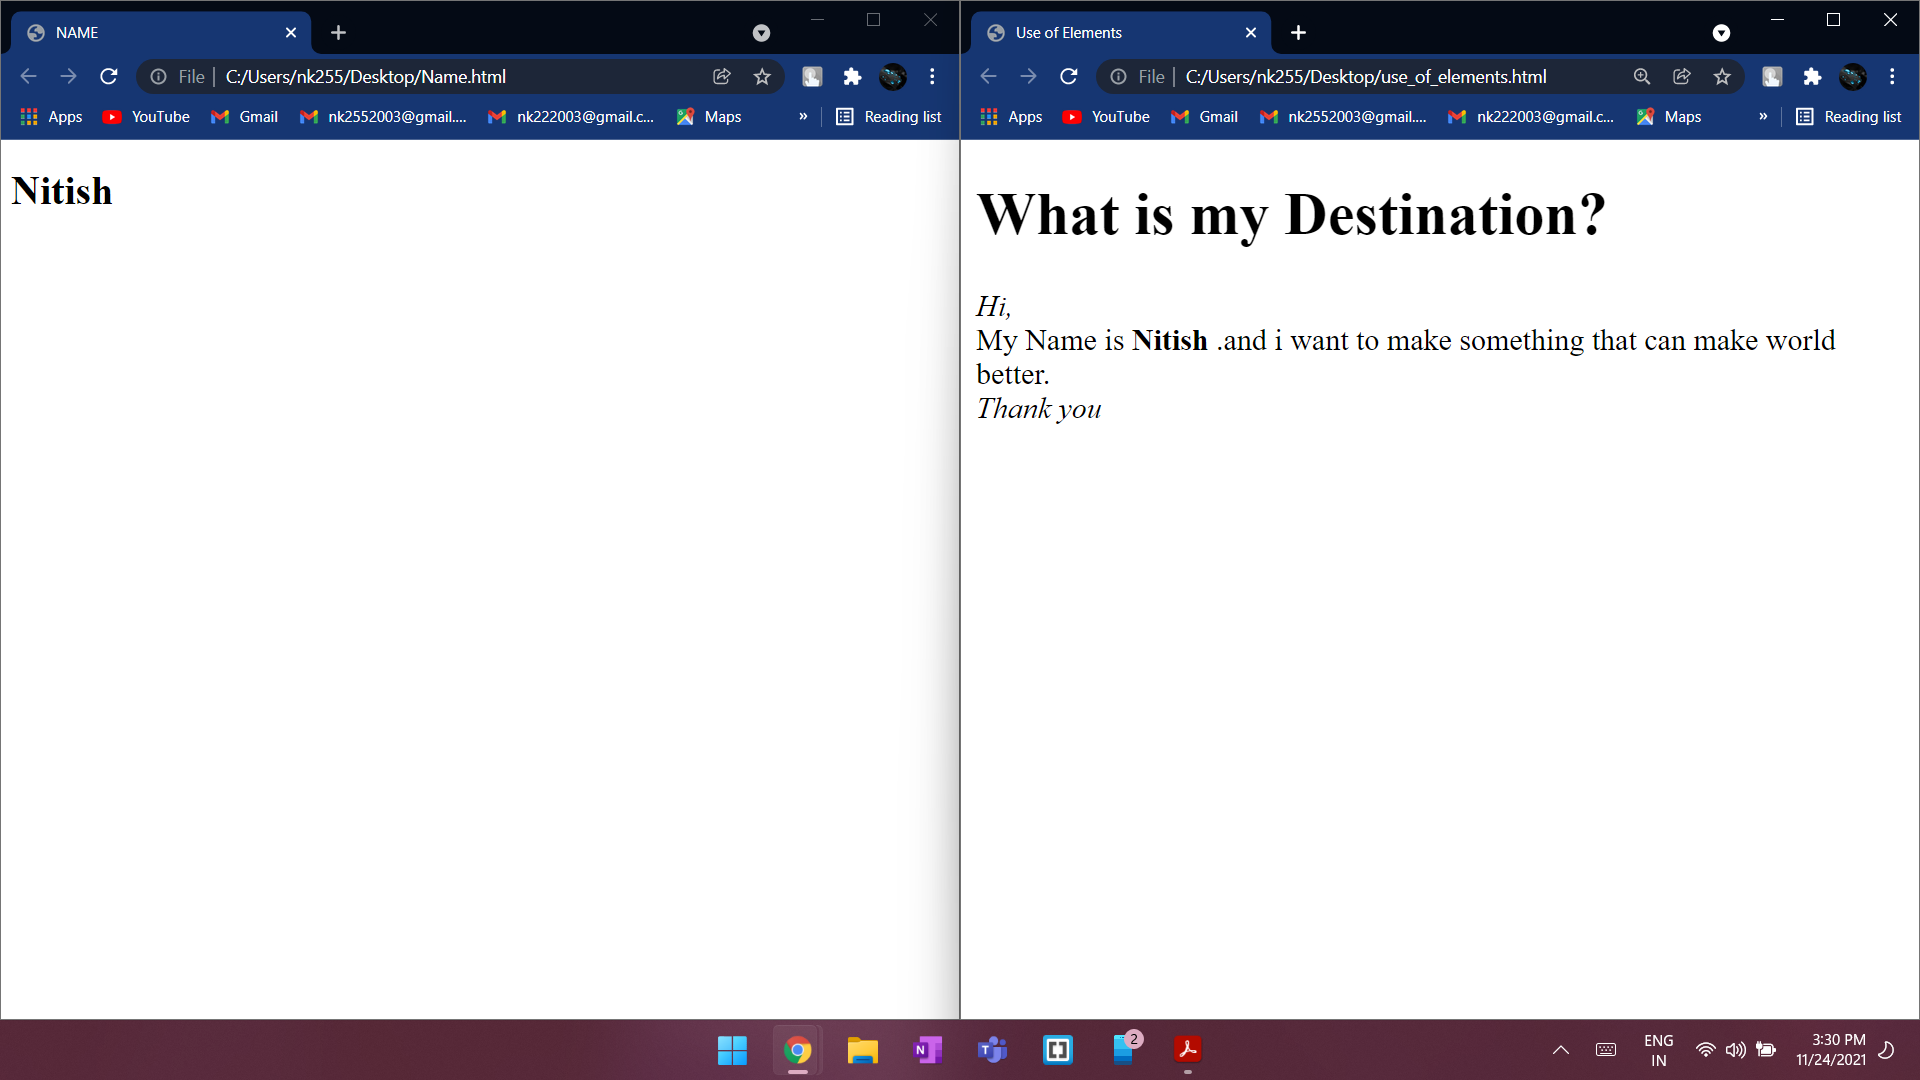 NAME
File | C:/Users/nk255/Desktop/Name.html
Apps YouTube Gmail nk2552003@gmail.... nk222003@gmail.c... Maps » Reading list
Nitish
Use of Elements
File | C:/Users/nk255/Desktop/use_of_elements.html
Apps YouTube Gmail nk2552003@gmail.... nk222003@gmail.c... Maps » Reading list
What is my Destination?
Hi,
My Name is Nitish .and i want to make something that can make world
better.
Thank you
N
T
2
ENG
IN
3:30 PM
11/24/2021